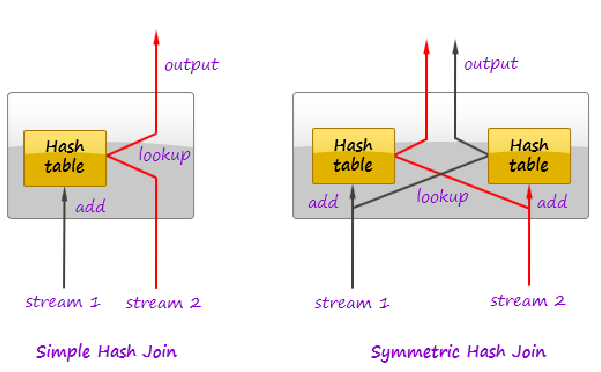 output
Hash
table
lookup
add
stream 1
stream 2
Simple Hash Join
output
Hash
table
Hash
table
add
lookup
add
stream 1
stream 2
Symmetric Hash Join